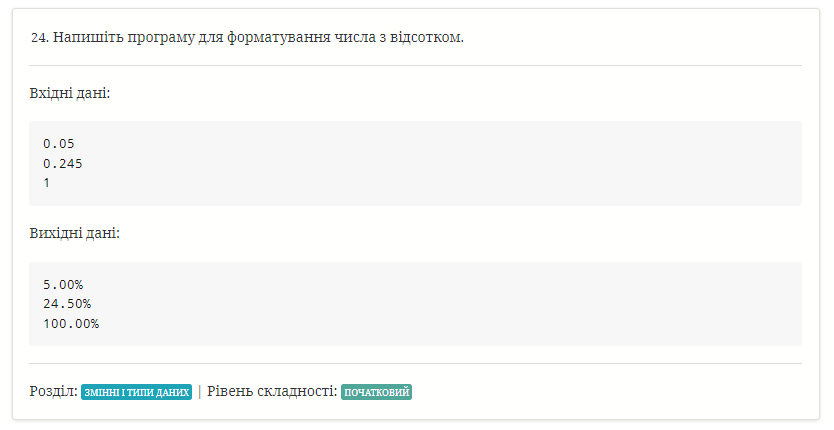 24. Напишіть програму для форматування числа з відсотком.
Вхідні дані:
0.05
0.245
1
Вихідні дані:
5.00%
24.50%
100.00%
Розділ: ЗМІННІ І ТИПИ ДАНИХ | Рівень складності: ПОЧАТКОВИЙ